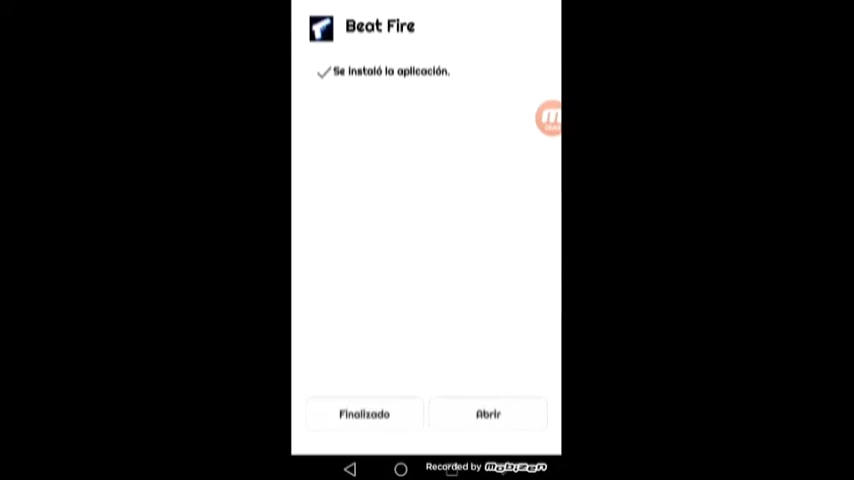 Beat Fire
Se instaló la aplicación.
Finalizado
Abrir
Recorded by mobizen